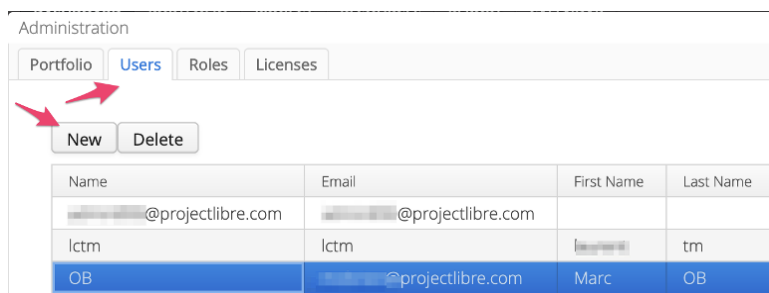 Administration
Portfolio Users Roles Licenses
New Delete
Name Email First Name Last Name
@projectlibre.com @projectlibre.com
lctm lctm tm
OB @projectlibre.com Marc OB